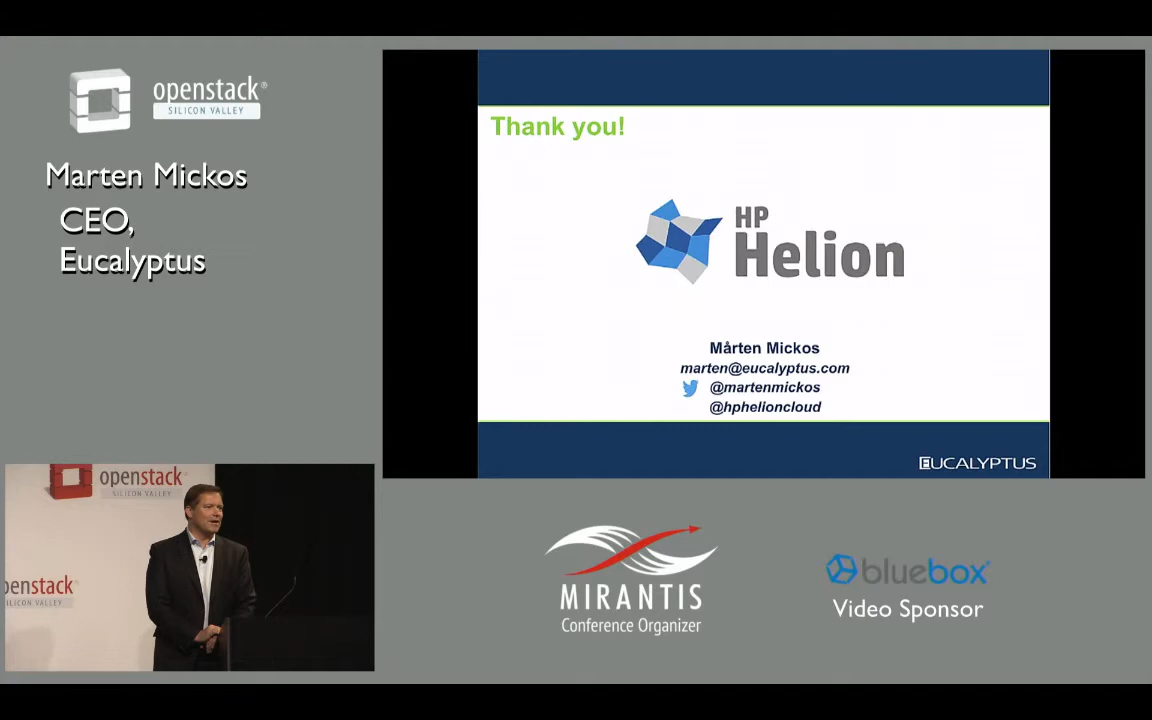 openstack®
SILICON VALLEY
Marten Mickos
CEO,
Eucalyptus
Thank you!
HP
Helion
Mårten Mickos
marten@eucalyptus.com
@martenmickos
@hphelioncloud
EUCALYPTUS
openstack
SILICON VALLEY
penstack
SILICON VALLEY
MIRANTIS
Conference Organizer
bluebox
Video Sponsor